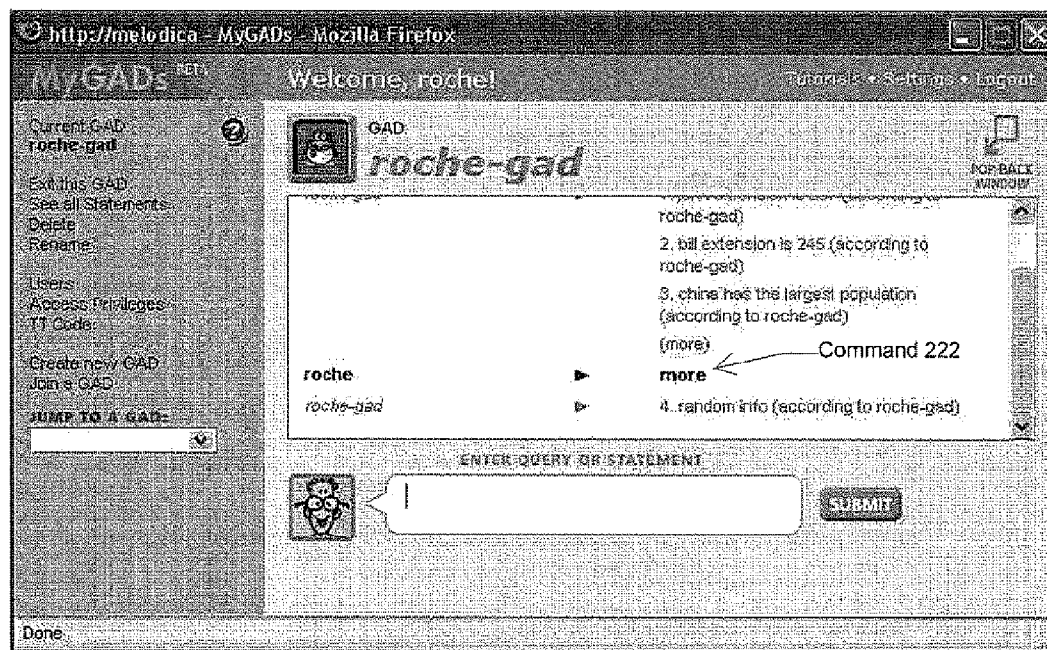 http://melodica - MyGADs - Mozilla Firefox
MyGADs BETA
Welcome, roche!
Tutorials • Settings • Logout
Current GAD:
roche-gad
Exit this GAD
See all Statements
Delete
Rename
Users
Access Privileges
TT Code
Create new GAD
Join a GAD
JUMP TO A GAD:
GAD
roche-gad
POP BACK
WINDOW
roche-gad)
2. bill extension is 245 (according to
roche-gad)
3. china has the largest population
(according to roche-gad)
(more)
Command 222
roche ► more
roche-gad ► 4. random info (according to roche-gad)
ENTER QUERY OR STATEMENT
SUBMIT
Done